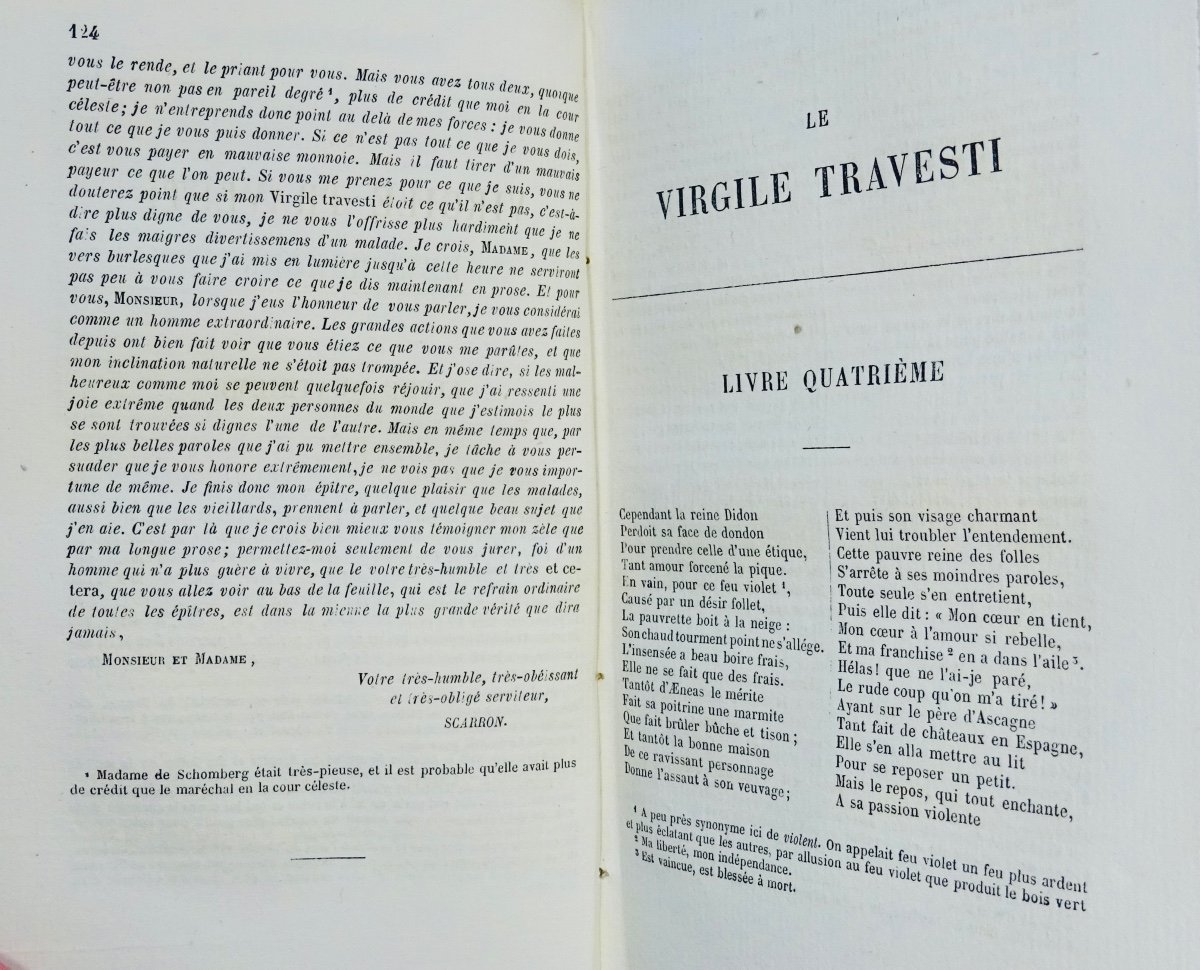 124
vous le rende, et le priant pour vous. Mais vous avez tous deux, quoique
peut-être non pas en pareil degré¹, plus de crédit que moi en la cour
céleste; je n'entreprends donc point au delà de mes forces: je vous donne
tout ce que je vous puis donner. Si ce n'est pas tout ce que je vous dois,
c'est vous payer en mauvaise monnoie. Mais il faut tirer d'un mauvais
payeur ce que l'on peut. Si vous me prenez pour ce que je suis, vous ne
douterez point que si mon Virgile travesti étoit ce qu'il n'est pas, c'est-à-
dire plus digne de vous, je ne vous l'offrisse plus hardiment que je ne
fais les maigres divertissemens d'un malade. Je crois, MADAME, que les
vers burlesques que j'ai mis en lumière jusqu'à cette heure ne serviront
pas peu à vous faire croire ce que je dis maintenant en prose. Et pour
vous, MONSIEUR, lorsque j'eus l'honneur de vous parler, je vous considérai
comme un homme extraordinaire. Les grandes actions que vous avez faites
depuis ont bien fait voir que vous étiez ce que vous me parûtes, et que
mon inclination naturelle ne s'étoit pas trompée. Et j'ose dire, si les mal-
heureux comme moi se peuvent quelquefois réjouir, que j'ai ressenti une
joie extrême quand les deux personnes du monde que j'estimois le plus
se sont trouvées si dignes l'une de l'autre. Mais en même temps que, par
les plus belles paroles que j'ai pu mettre ensemble, je tâche à vous per-
suader que je vous honore extrêmement, je ne vois pas que je vous impor-
tune de même. Je finis donc mon épitre, quelque plaisir que les malades,
aussi bien que les vieillards, prennent à parler, et quelque beau sujet que
j'en aie. C'est par là que je crois bien mieux vous témoigner mon zèle que
par ma longue prose; permettez-moi seulement de vous jurer, foi d'un
homme qui n'a plus guère à vivre, que le votre très-humble et très et ce-
tera, que vous allez voir au bas de la feuille, qui est le refrain ordinaire
de toutes les épîtres, est dans la mienne la plus grande vérité que dira
jamais,
MONSIEUR ET MADAME,
Votre très-humble, très-obéissant
et très-obligé serviteur,
SCARRON.
¹ Madame de Schomberg était très-pieuse, et il est probable qu'elle avait plus
de crédit que le maréchal en la cour céleste.
LE
VIRGILE TRAVESTI
LIVRE QUATRIÈME
Cependant la reine Didon
Perdoit sa face de dondon
Pour prendre celle d'une étique,
Tant amour forcené la pique.
En vain, pour ce feu violet ¹,
Causé par un désir follet,
La pauvrette boit à la neige:
Son chaud tourment point ne s'allége.
L'insensée a beau boire frais,
Elle ne se fait que des frais.
Tantôt d'Æneas le mérite
Fait sa poitrine une marmite
Que fait brûler bûche et tison;
Et tantôt la bonne maison
De ce ravissant personnage
Donne l'assaut à son veuvage;
Et puis son visage charmant
Vient lui troubler l'entendement.
Cette pauvre reine des folles
S'arrête à ses moindres paroles,
Toute seule s'en entretient,
Puis elle dit: « Mon cœur en tient,
Mon cœur à l'amour si rebelle,
Et ma franchise ² en a dans l'aile ³.
Hélas! que ne l'ai-je paré,
Le rude coup qu'on m'a tiré! »
Ayant sur le père d'Ascagne
Tant fait de châteaux en Espagne,
Elle s'en alla mettre au lit
Pour se reposer un petit.
Mais le repos, qui tout enchante,
A sa passion violente
¹ A peu près synonyme ici de violent. On appelait feu violet un feu plus ardent
et plus éclatant que les autres, par allusion au feu violet que produit le bois vert
² Ma liberté, mon indépendance.
³ Est vaincue, est blessée à mort.